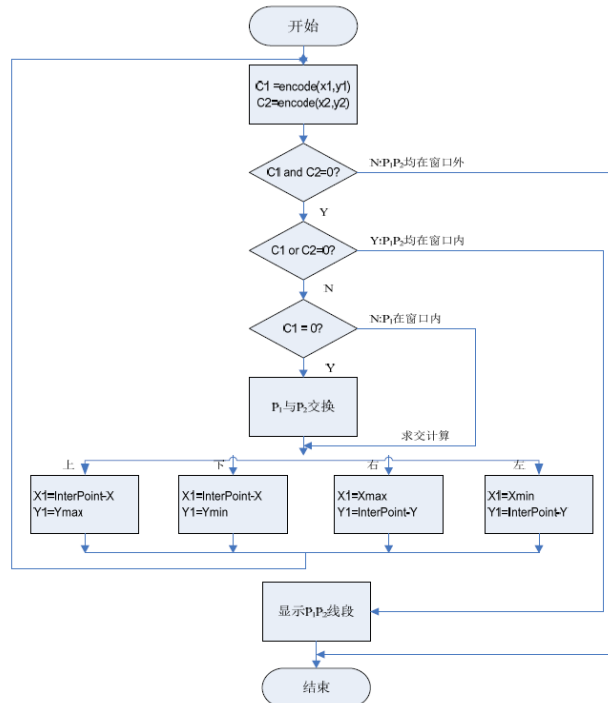 开始
C1 =encode(x1,y1)
C2=encode(x2,y2)
C1 and C2=0?
N:P₁P₂均在窗口外
Y
C1 or C2=0?
Y:P₁P₂均在窗口内
N
C1 = 0?
N:P₁在窗口内
Y
P₁与P₂交换
求交计算
上
下
右
左
X1=InterPoint-X
Y1=Ymax
X1=InterPoint-X
Y1=Ymin
X1=Xmax
Y1=InterPoint-Y
X1=Xmin
Y1=InterPoint-Y
显示P₁P₂线段
结束